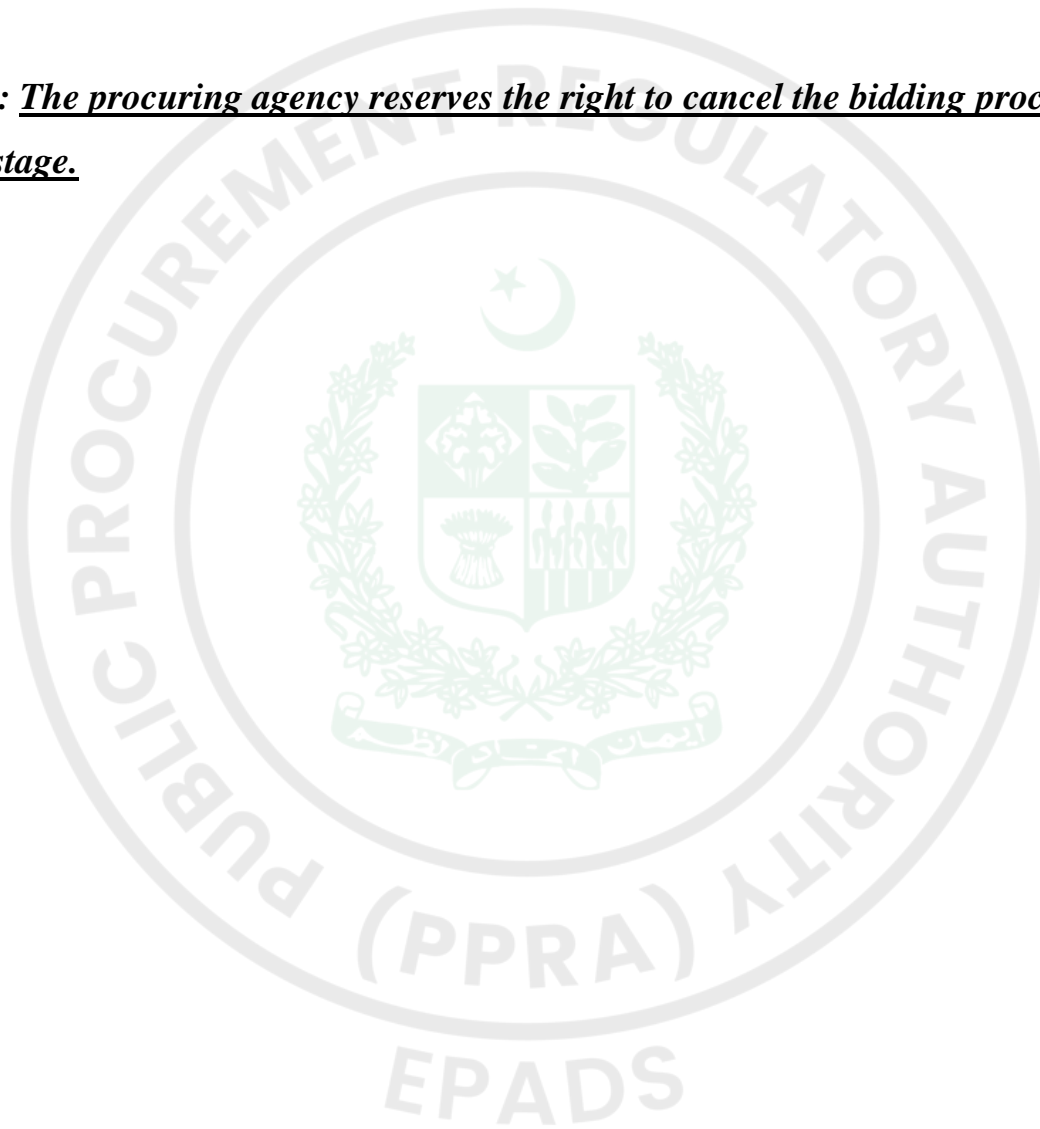 : The procuring agency reserves the right to cancel the bidding proc
stage.
PUBLIC PROCUREMENT REGULATORY AUTHORITY
(PPRA)
EPADS